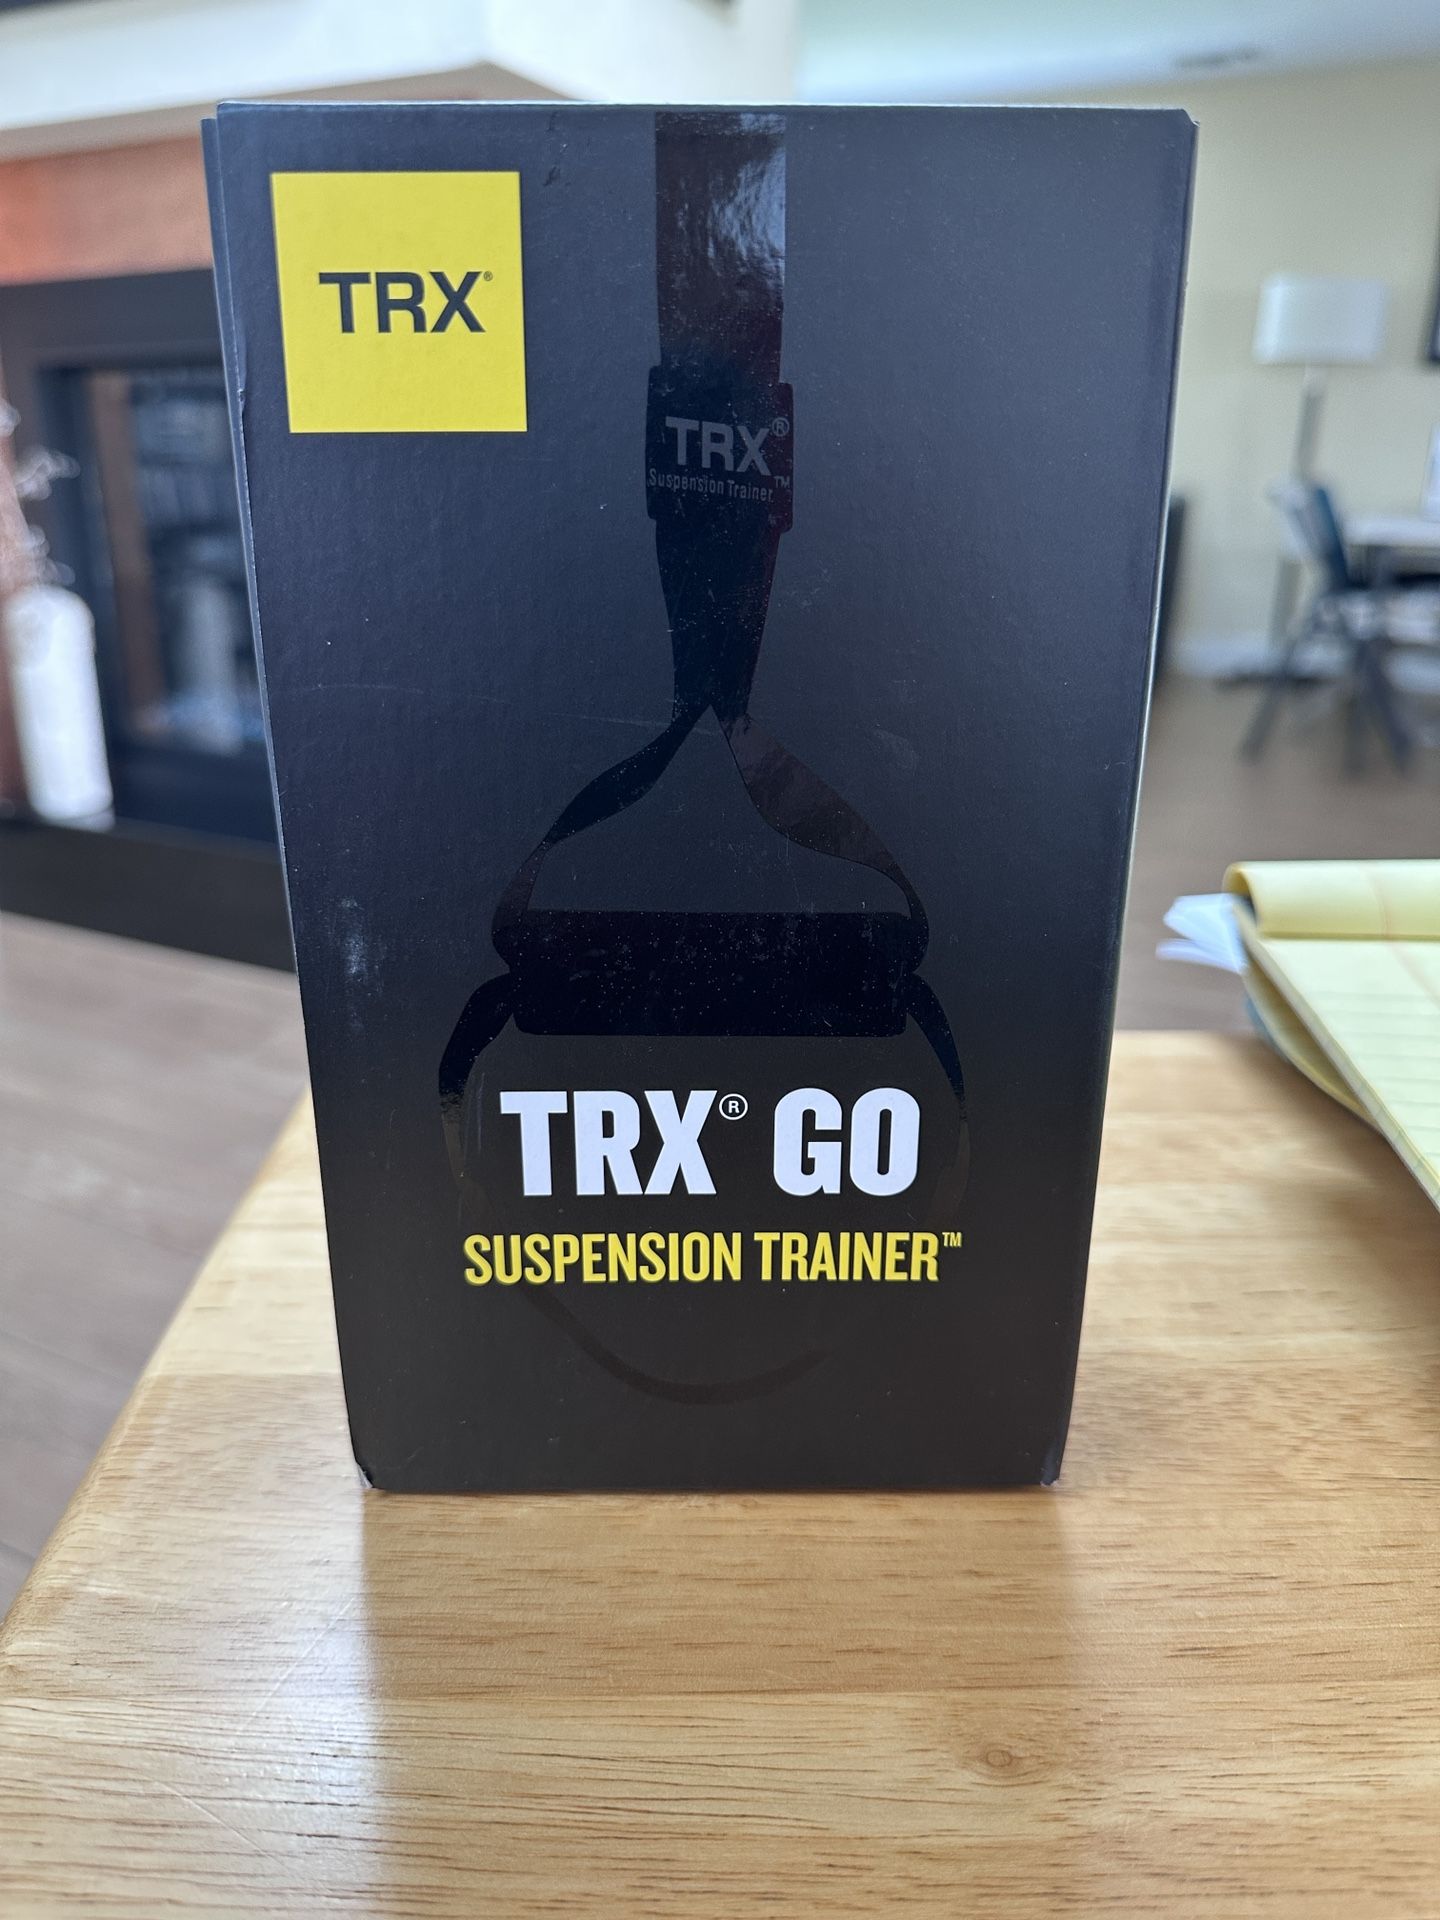 TRX®
TRX®
Suspension Trainer™
TRX® GO
SUSPENSION TRAINER™